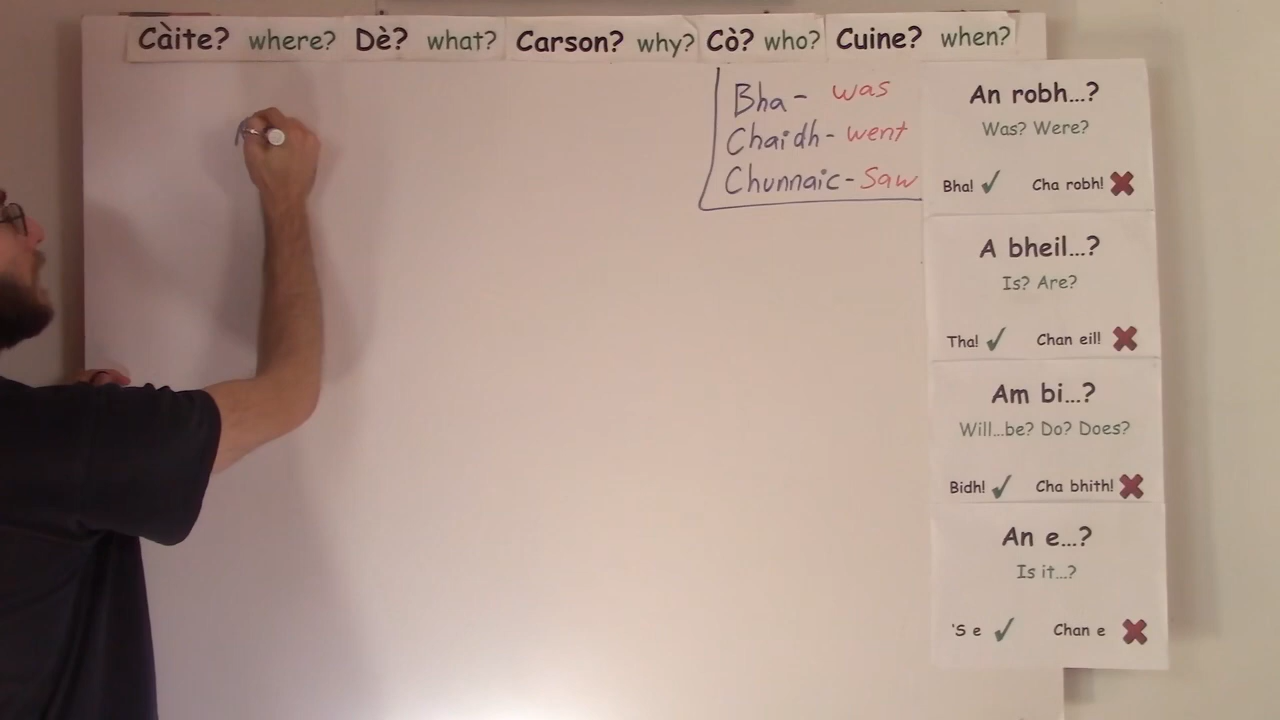 Càite? where? Dè? what? Carson? why? Cò? who? Cuine? when?
Bha - was
Chaidh - went
Chunnaic - Saw
An robh...?
Was? Were?
Bha! Cha robh!
A bheil...?
Is? Are?
Tha! Chan eil!
Am bi...?
Will...be? Do? Does?
Bidh! Cha bhith!
An e...?
Is it...?
'S e Chan e